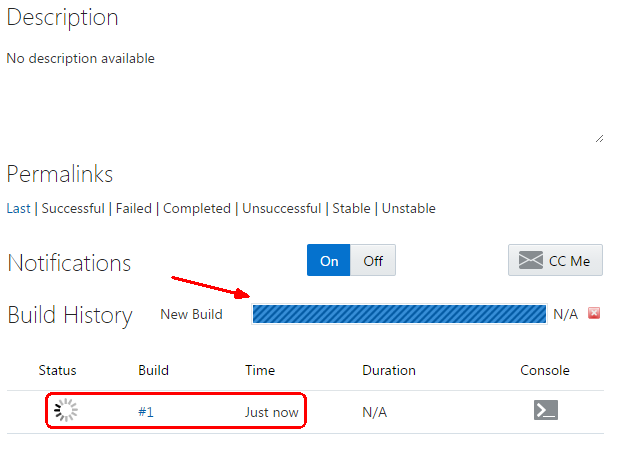 Description
No description available
Permalinks
Last | Successful | Failed | Completed | Unsuccessful | Stable | Unstable
Notifications On Off CC Me
Build History New Build N/A
Status Build Time Duration Console
#1 Just now N/A